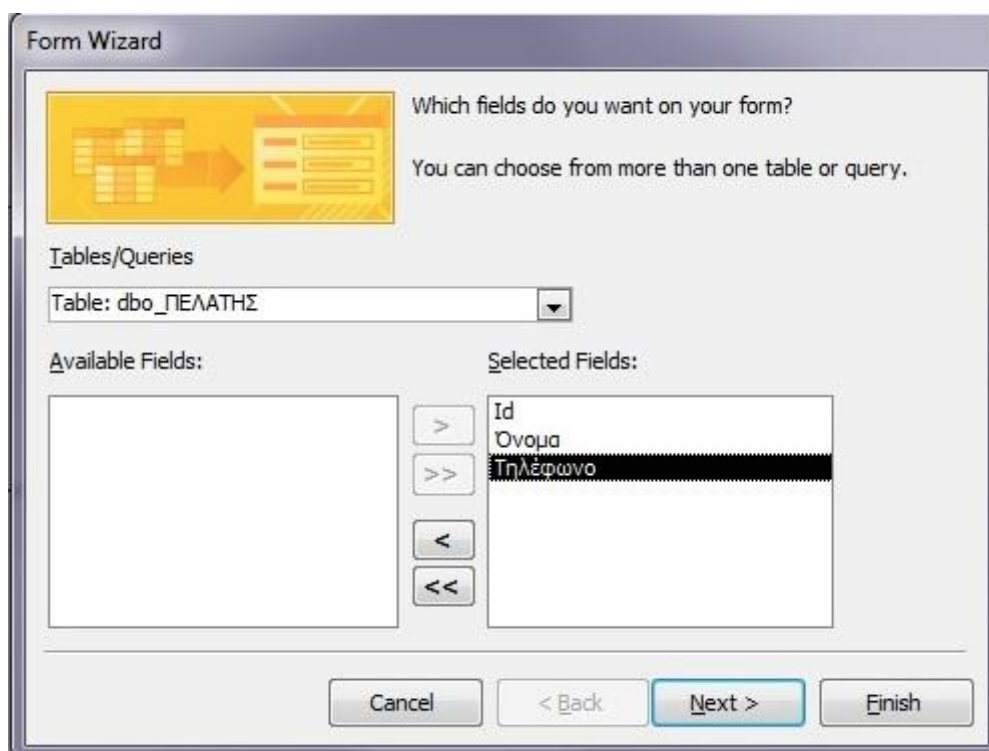 Form Wizard
Which fields do you want on your form?
You can choose from more than one table or query.
Tables/Queries
Table: dbo_ΠΕΛΑΤΗΣ
Available Fields:
Selected Fields:
>
>>
<
<<
Id
Όνομα
Τηλέφωνο
Cancel
< Back
Next >
Finish